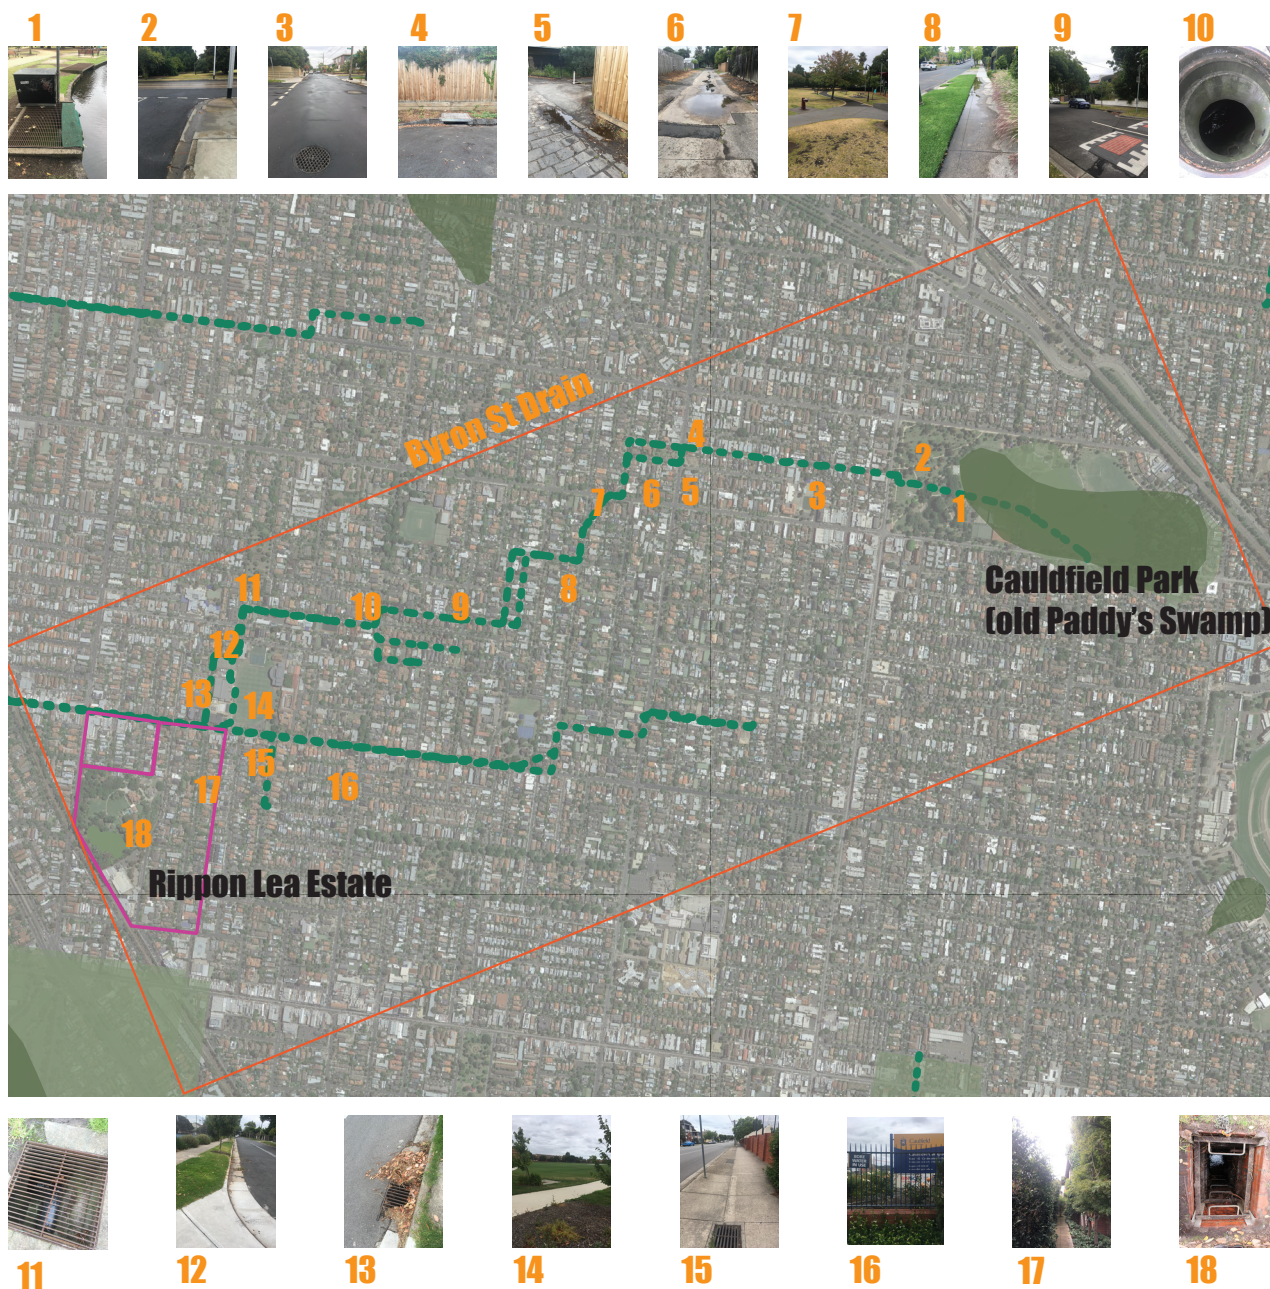 1 2 3 4 5 6 7 8 9 10
Byron St Drain
4
2
7 6 5 3 1
Cauldfield Park
(old Paddy's Swamp)
8
11 10 9
12
13 14
15
17 16
18
Rippon Lea Estate
Caulfield
11 12 13 14 15 16 17 18